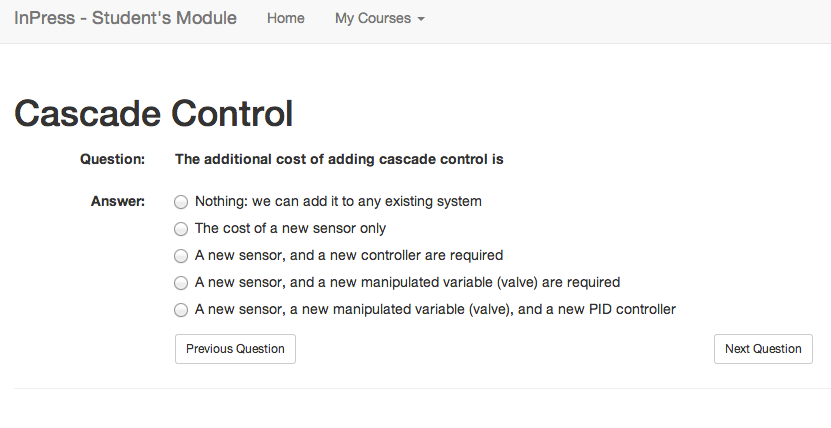 InPress - Student's Module Home My Courses
Cascade Control
Question: The additional cost of adding cascade control is
Answer: Nothing: we can add it to any existing system
The cost of a new sensor only
A new sensor, and a new controller are required
A new sensor, and a new manipulated variable (valve) are required
A new sensor, a new manipulated variable (valve), and a new PID controller
Previous Question Next Question